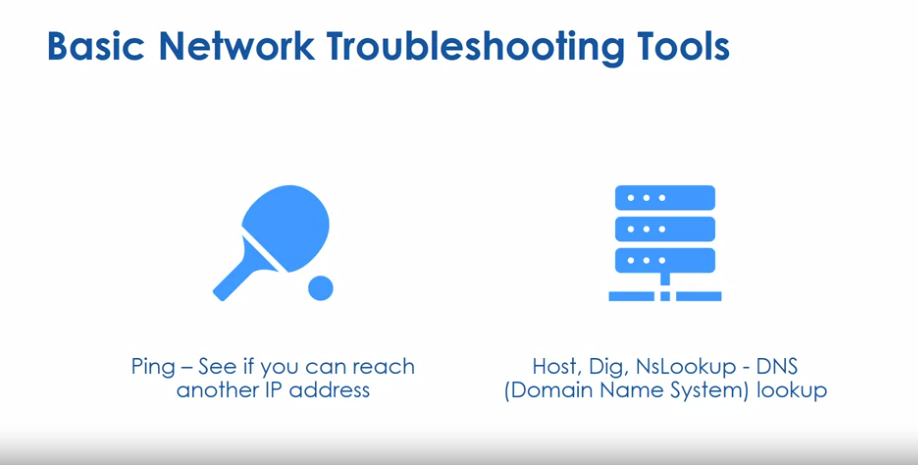 Basic Network Troubleshooting Tools
Ping – See if you can reach
another IP address
Host, Dig, NsLookup - DNS
(Domain Name System) lookup